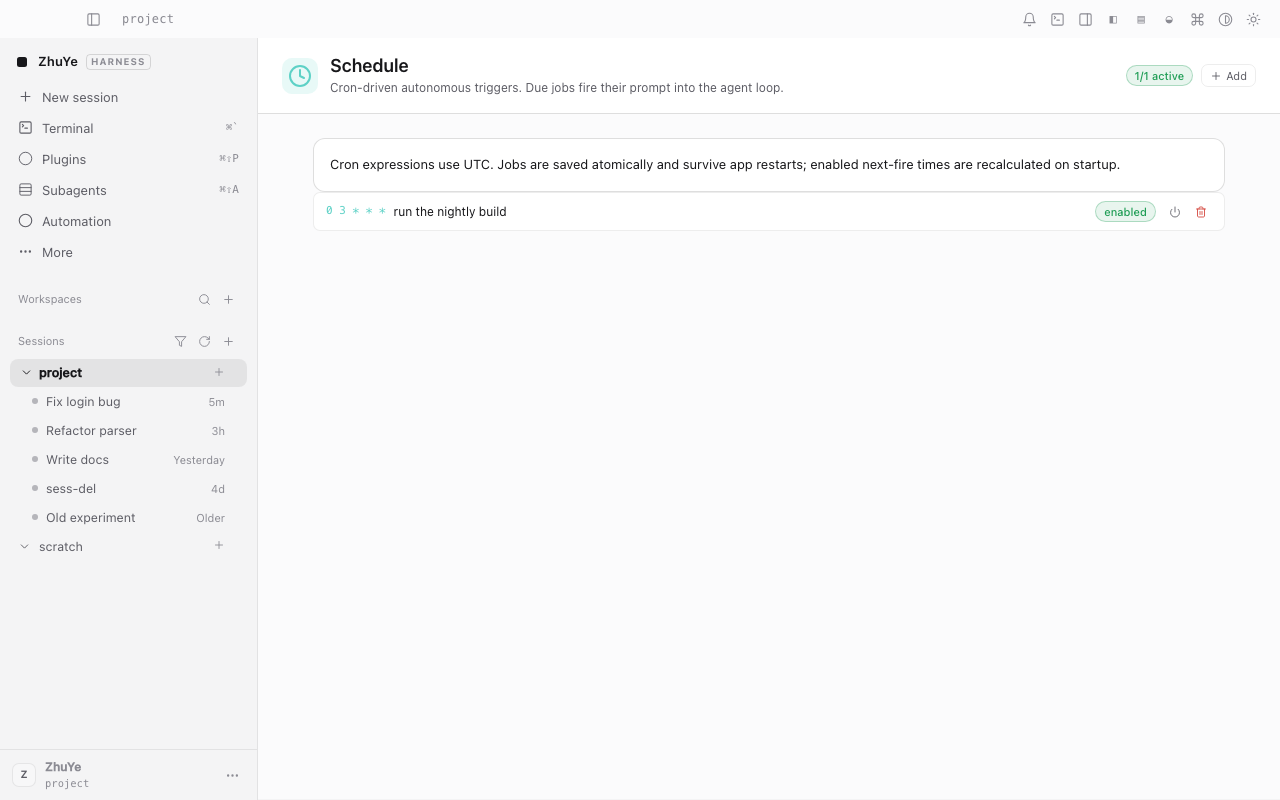 project
ZhuYe HARNESS
New session
Terminal ⌘`
Plugins ⌘⇧P
Subagents ⌘⇧A
Automation
More
Workspaces
Sessions
project
Fix login bug 5m
Refactor parser 3h
Write docs Yesterday
sess-del 4d
Old experiment Older
scratch
Z
ZhuYe
project
Schedule
Cron-driven autonomous triggers. Due jobs fire their prompt into the agent loop.
1/1 active
Add
Cron expressions use UTC. Jobs are saved atomically and survive app restarts; enabled next-fire times are recalculated on startup.
0 3 * * * run the nightly build enabled